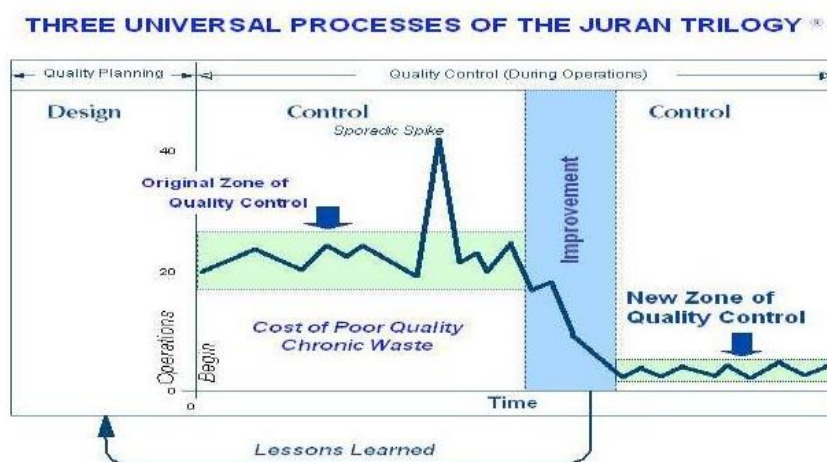 THREE UNIVERSAL PROCESSES OF THE JURAN TRILOGY ®
Quality Planning
Quality Control (During Operations)
Design
Control
Control
Sporadic Spike
40
Original Zone of
Quality Control
Improvement
20
New Zone of
Quality Control
Cost of Poor Quality
Chronic Waste
Operations
Begin
0
0
Time
Lessons Learned